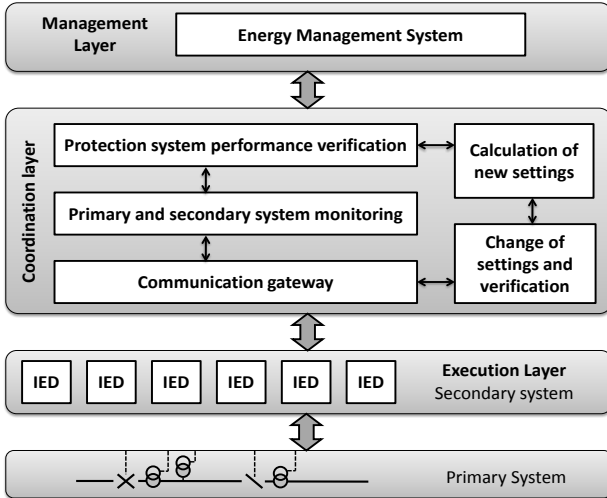 Management
Layer
Energy Management System
Coordination layer
Protection system performance verification
Calculation of
new settings
Primary and secondary system monitoring
Change of
settings and
verification
Communication gateway
IED IED IED IED IED IED
Execution Layer
Secondary system
Primary System